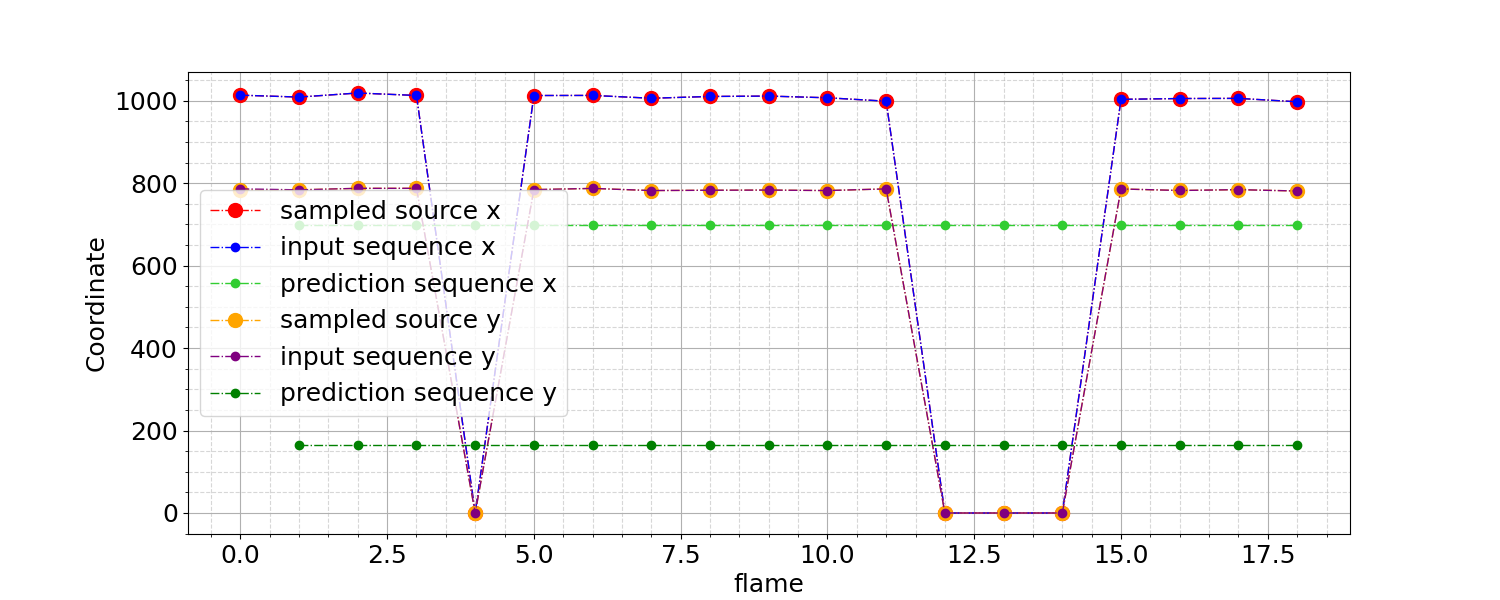 1000
800
600
400
200
0
Coordinate
sampled source x
input sequence x
prediction sequence x
sampled source y
input sequence y
prediction sequence y
0.0 2.5 5.0 7.5 10.0 12.5 15.0 17.5
flame